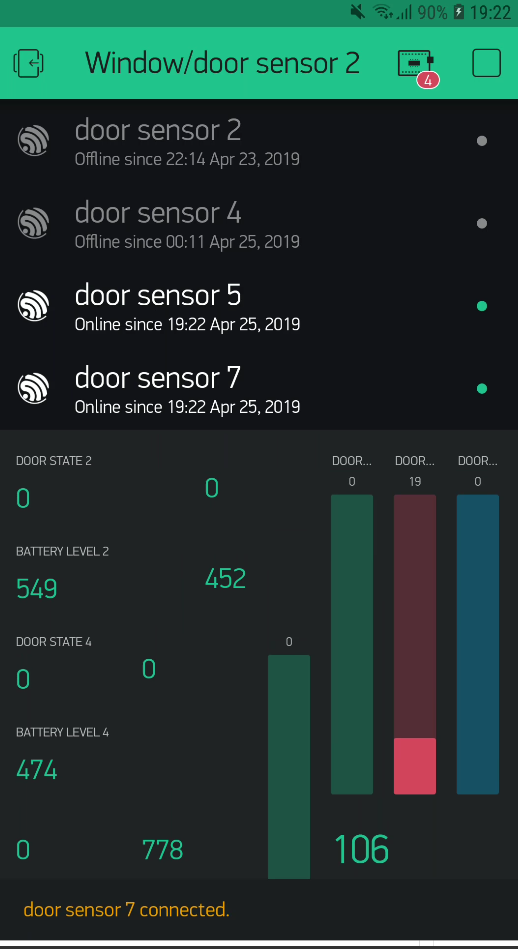 90% 19:22
Window/door sensor 2
4
door sensor 2
Offline since 22:14 Apr 23, 2019
door sensor 4
Offline since 00:11 Apr 25, 2019
door sensor 5
Online since 19:22 Apr 25, 2019
door sensor 7
Online since 19:22 Apr 25, 2019
DOOR STATE 2
0
0
DOOR... DOOR... DOOR...
0 19 0
BATTERY LEVEL 2
549
452
DOOR STATE 4
0
0
0
BATTERY LEVEL 4
474
0 778 106
door sensor 7 connected.